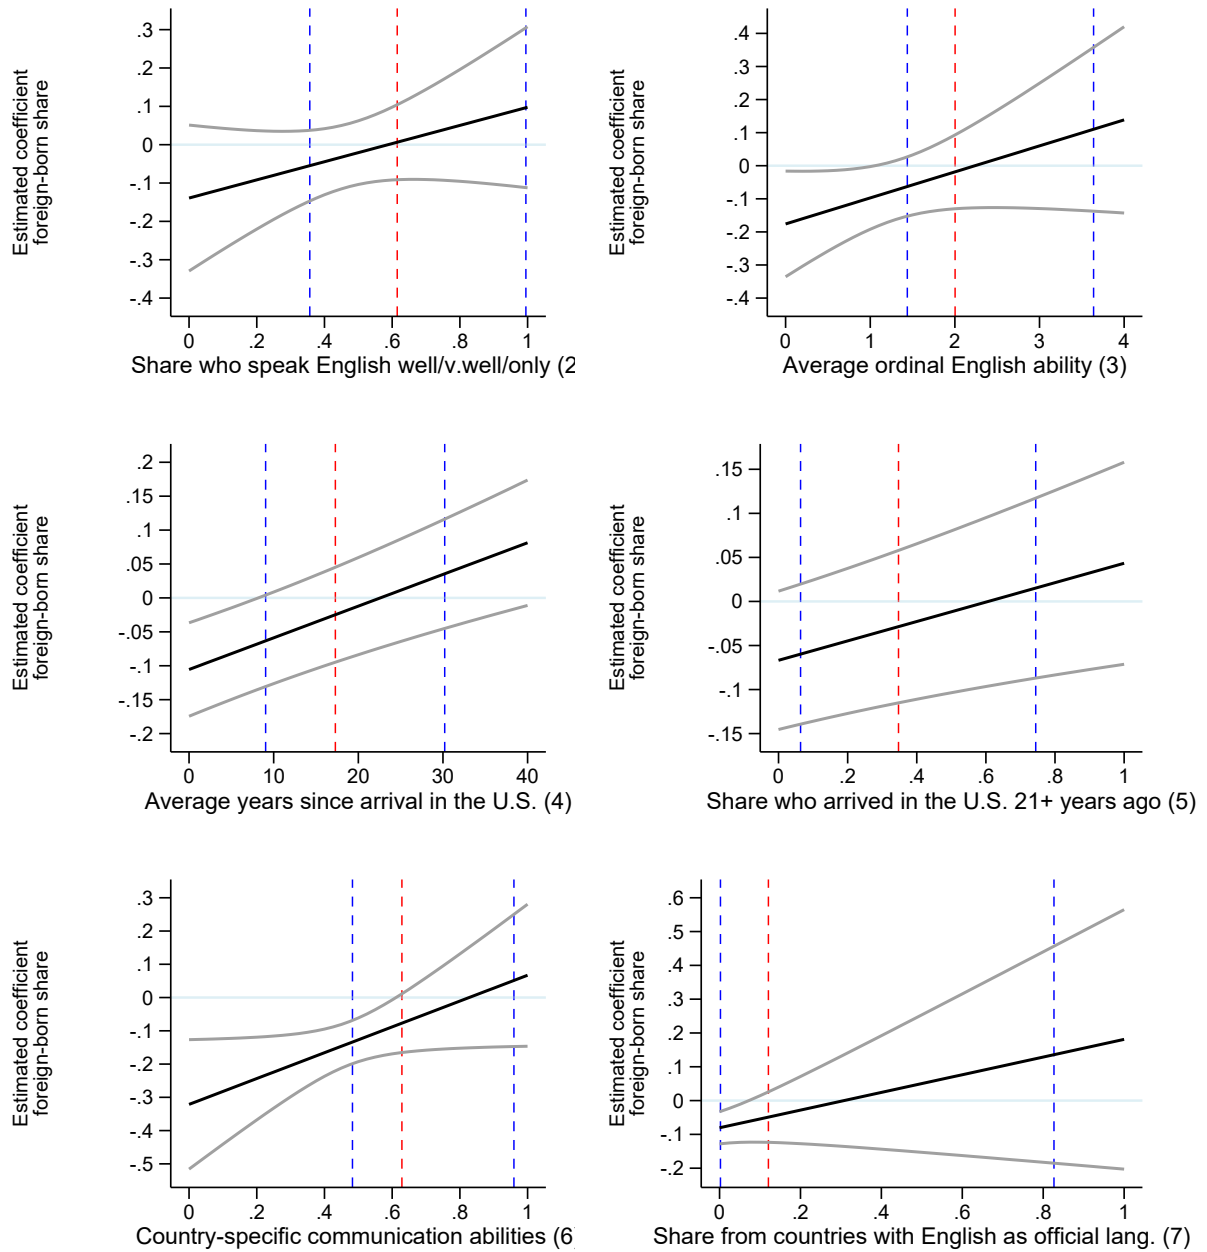 Estimated coefficient
foreign-born share
.3
.2
.1
0
-.1
-.2
-.3
-.4
0 .2 .4 .6 .8 1
Share who speak English well/v.well/only (2
Estimated coefficient
foreign-born share
.4
.3
.2
.1
0
-.1
-.2
-.3
-.4
0 1 2 3 4
Average ordinal English ability (3)
Estimated coefficient
foreign-born share
.2
.15
.1
.05
0
-.05
-.1
-.15
-.2
0 10 20 30 40
Average years since arrival in the U.S. (4)
Estimated coefficient
foreign-born share
.15
.1
.05
0
-.05
-.1
-.15
0 .2 .4 .6 .8 1
Share who arrived in the U.S. 21+ years ago (5)
Estimated coefficient
foreign-born share
.3
.2
.1
0
-.1
-.2
-.3
-.4
-.5
0 .2 .4 .6 .8 1
Country-specific communication abilities (6)
Estimated coefficient
foreign-born share
.6
.5
.4
.3
.2
.1
0
-.1
-.2
0 .2 .4 .6 .8 1
Share from countries with English as official lang. (7)